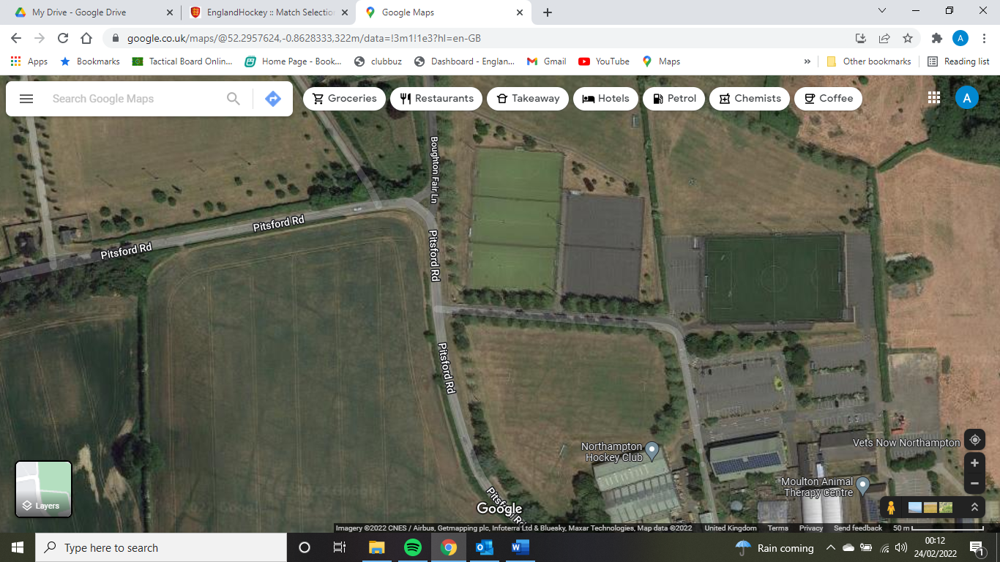 My Drive - Google Drive
EnglandHockey :: Match Selection
Google Maps
google.co.uk/maps/@52.2957624,-0.8628333,322m/data=!3m1!1e3?hl=en-GB
A
Apps
Bookmarks
Tactical Board Online...
Home Page - Book...
clubbuz
Dashboard - Englan...
Gmail
YouTube
Maps
»
Other bookmarks
Reading list
Search Google Maps
Groceries
Restaurants
Takeaway
Hotels
Petrol
Chemists
Coffee
A
Boughton Fair Ln
Pitsford Rd
Pitsford Rd
Pitsford Rd
Pitsford Rd
Pitsford Rd
Northampton
Hockey Club
Vets Now Northampton
Moulton Animal
Therapy Centre
Layers
Google
Imagery ©2022 CNES / Airbus, Getmapping plc, Infoterra Ltd & Bluesky, Maxar Technologies, Map data ©2022
United Kingdom
Terms
Privacy
Send feedback
50 m
Type here to search
Rain coming
00:12
24/02/2022
1